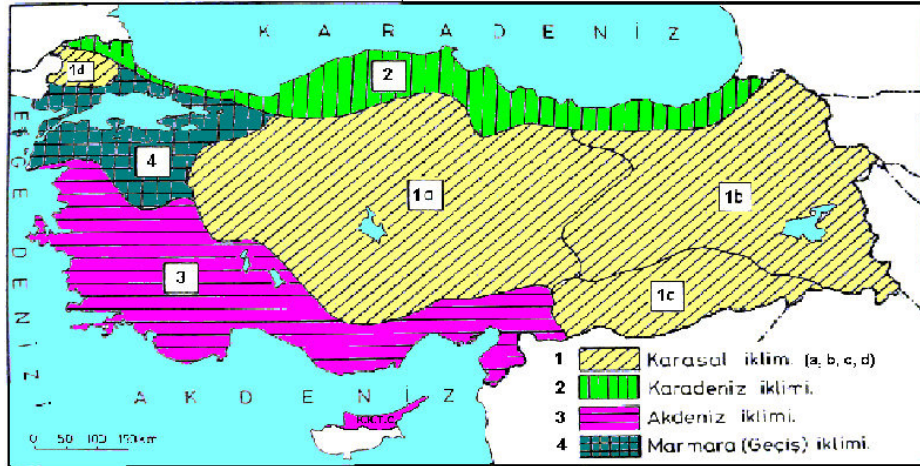 K A R A D E N İ Z
1d
2
E G E D E N İ Z İ
4
1a
1b
3
1c
A K D E N İ Z
K.K.T.C.
0 50 100 150 km
1 Karasal iklim. (a, b, c, d)
2 Karadeniz iklimi.
3 Akdeniz iklimi.
4 Marmara (Geçiş) iklimi.